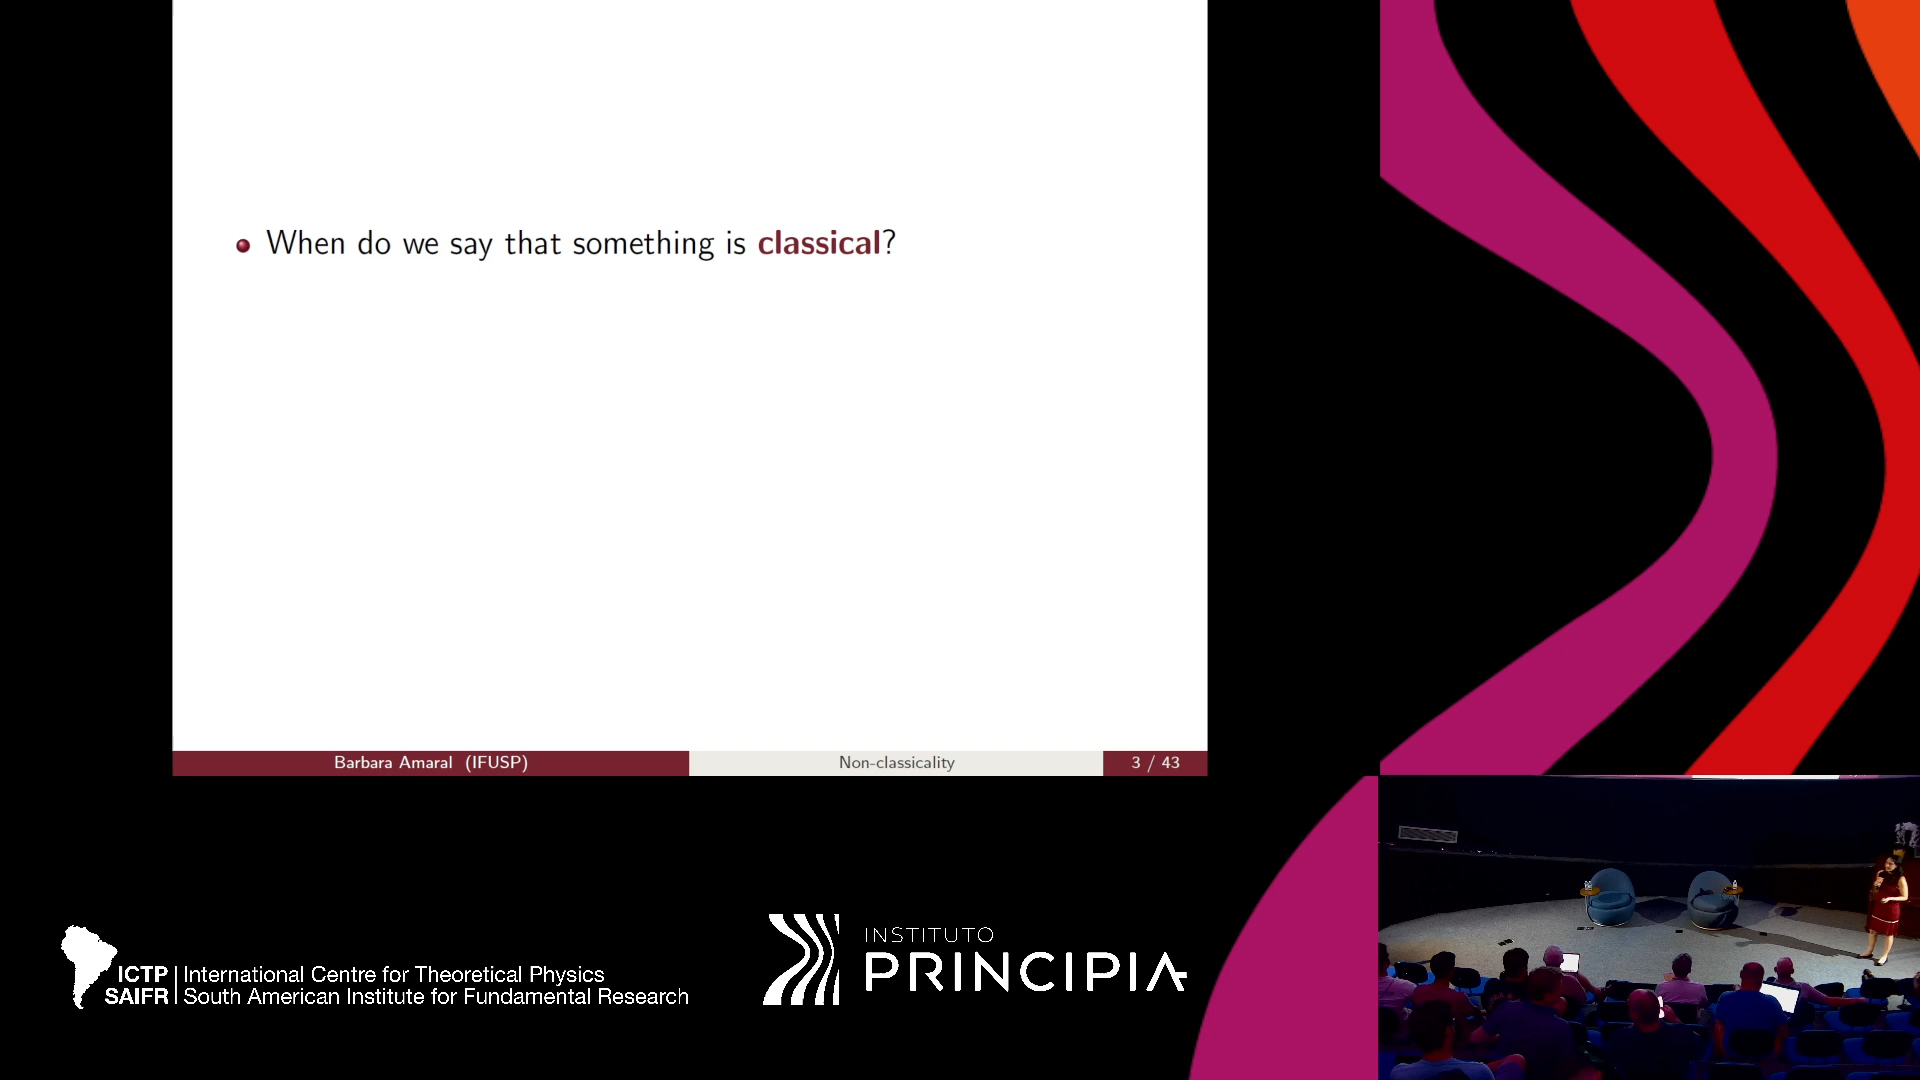 When do we say that something is classical?
Barbara Amaral (IFUSP)
Non-classicality
3 / 43
ICTP
SAIFR
International Centre for Theoretical Physics
South American Institute for Fundamental Research
INSTITUTO
PRINCIPIA